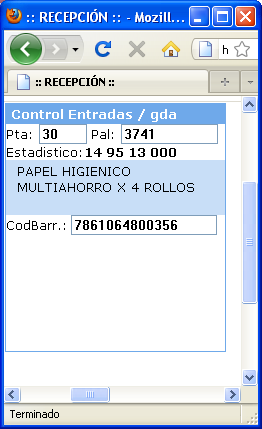 :: RECEPCIÓN :: - Mozill...
h
:: RECEPCIÓN ::
Control Entradas / gda
Pta: 30 Pal: 3741
Estadistico: 14 95 13 000
PAPEL HIGIENICO
MULTIAHORRO X 4 ROLLOS
CodBarr.: 7861064800356
Terminado